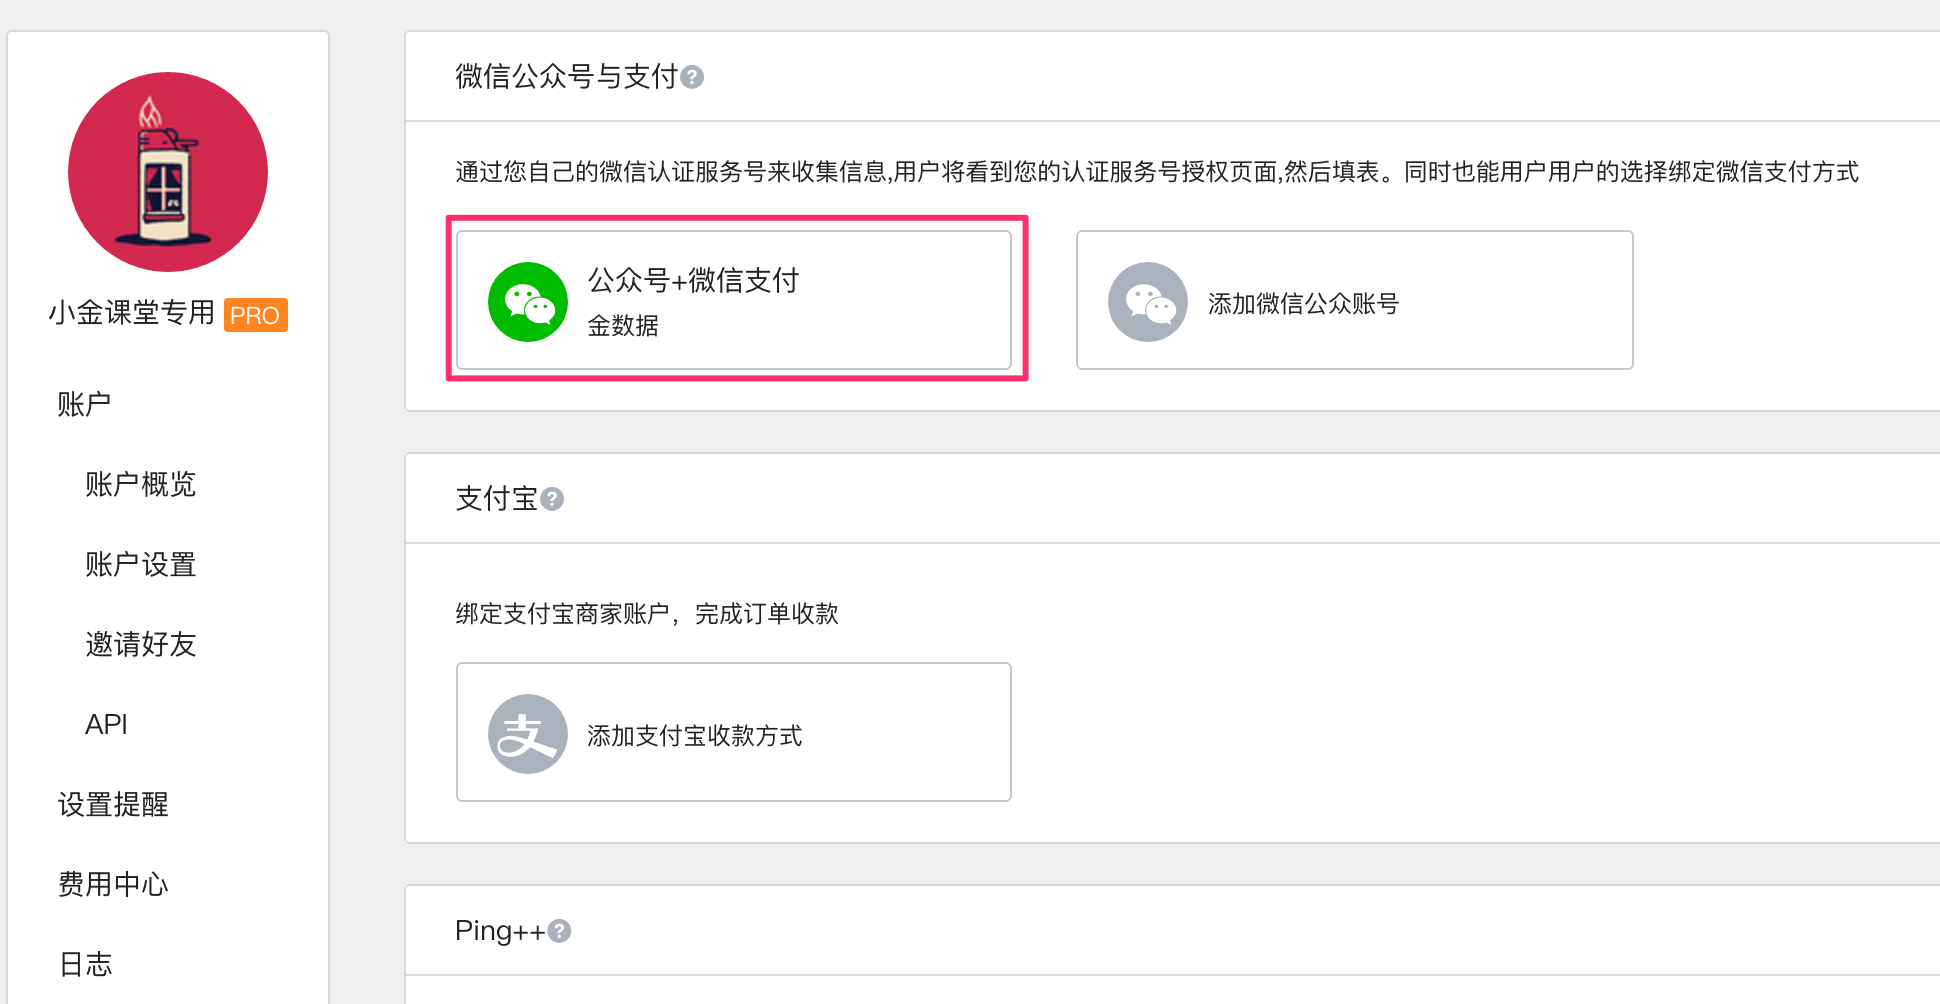 小金课堂专用 PRO
账户
账户概览
账户设置
邀请好友
API
设置提醒
费用中心
日志
微信公众号与支付?
通过您自己的微信认证服务号来收集信息,用户将看到您的认证服务号授权页面,然后填表。同时也能用户用户的选择绑定微信支付方式
公众号+微信支付
金数据
添加微信公众账号
支付宝?
绑定支付宝商家账户，完成订单收款
支
添加支付宝收款方式
Ping++?